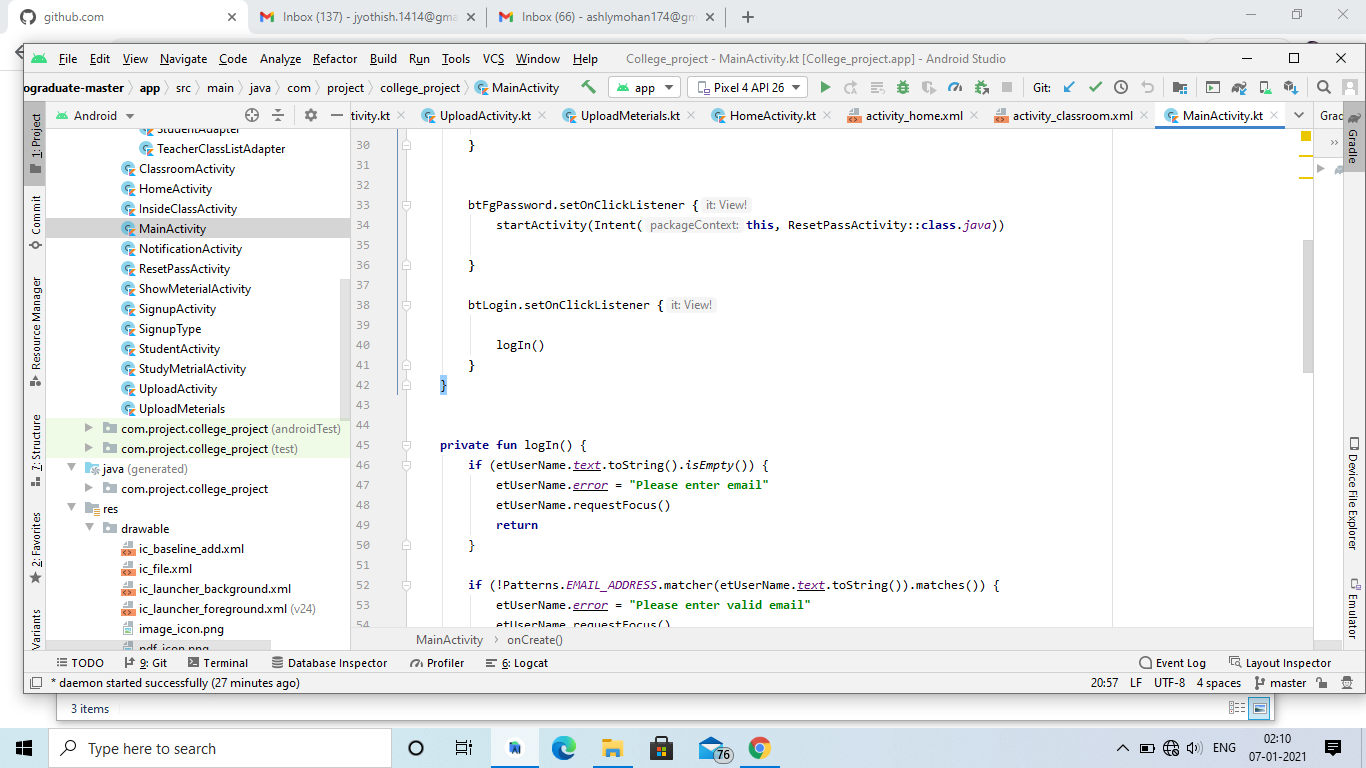 github.com
Inbox (137) - jyothish.1414@gma
Inbox (66) - ashlymohan174@gm
File Edit View Navigate Code Analyze Refactor Build Run Tools VCS Window Help College_project - MainActivity.kt [College_project.app] - Android Studio
ograduate-master app src main java com project college_project MainActivity app Pixel 4 API 26 Git:
1: Project
Commit
Resource Manager
7: Structure
2: Favorites
Variants
Android
StudentAdapter
TeacherClassListAdapter
ClassroomActivity
HomeActivity
InsideClassActivity
MainActivity
NotificationActivity
ResetPassActivity
ShowMeterialActivity
SignupActivity
SignupType
StudentActivity
StudyMetrialActivity
UploadActivity
UploadMeterials
com.project.college_project (androidTest)
com.project.college_project (test)
java (generated)
com.project.college_project
res
drawable
ic_baseline_add.xml
ic_file.xml
ic_launcher_background.xml
ic_launcher_foreground.xml (v24)
image_icon.png
pdf_icon.png
tivity.kt UploadActivity.kt UploadMeterials.kt HomeActivity.kt activity_home.xml activity_classroom.xml MainActivity.kt Grad
30 }
31
32
33 btFgPassword.setOnClickListener { it: View!
34 startActivity(Intent( packageContext: this, ResetPassActivity::class.java))
35
36 }
37
38 btLogin.setOnClickListener { it: View!
39
40 logIn()
41 }
42 }
43
44
45 private fun logIn() {
46 if (etUserName.text.toString().isEmpty()) {
47 etUserName.error = "Please enter email"
48 etUserName.requestFocus()
49 return
50 }
51
52 if (!Patterns.EMAIL_ADDRESS.matcher(etUserName.text.toString()).matches()) {
53 etUserName.error = "Please enter valid email"
54 etUserName.requestFocus()
MainActivity onCreate()
Gradle
Device File Explorer
Emulator
TODO 9: Git Terminal Database Inspector Profiler 6: Logcat Event Log Layout Inspector
* daemon started successfully (27 minutes ago) 20:57 LF UTF-8 4 spaces master
3 items
Type here to search
76
ENG
02:10
07-01-2021